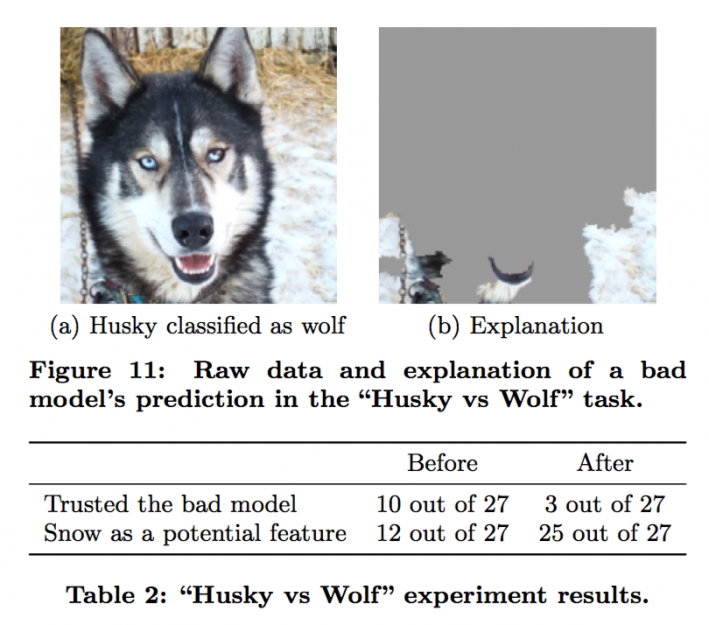 (a) Husky classified as wolf
(b) Explanation
Figure 11: Raw data and explanation of a bad
model's prediction in the “Husky vs Wolf” task.
Before After
Trusted the bad model 10 out of 27 3 out of 27
Snow as a potential feature 12 out of 27 25 out of 27
Table 2: “Husky vs Wolf” experiment results.